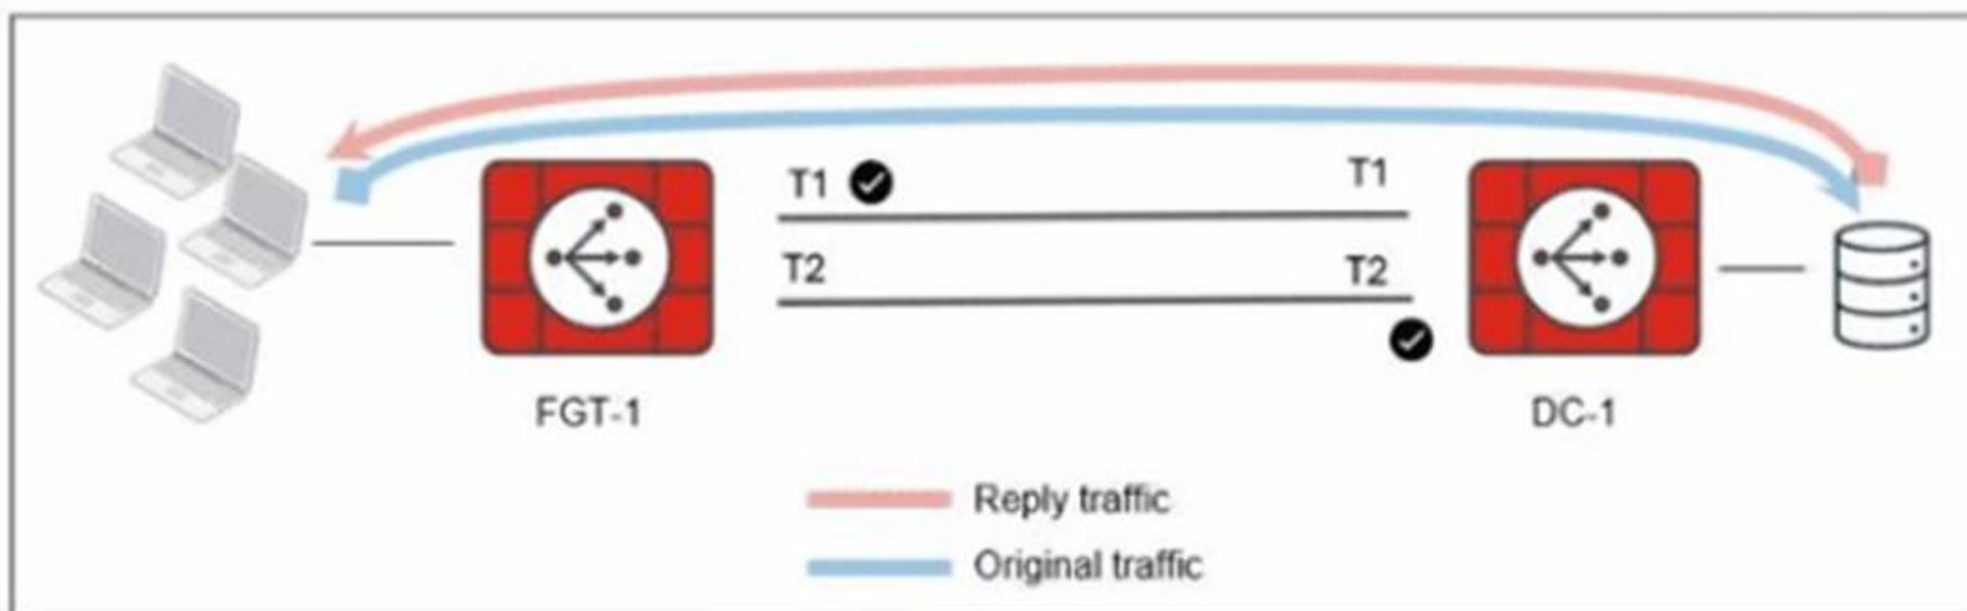 T1 T1
T2 T2
FGT-1 DC-1
Reply traffic
Original traffic